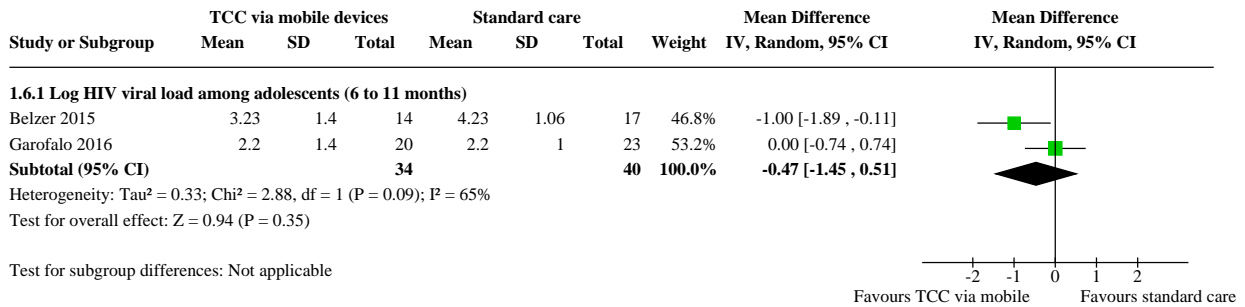 TCC via mobile devices Standard care Mean Difference Mean Difference
Study or Subgroup Mean SD Total Mean SD Total Weight IV, Random, 95% CI IV, Random, 95% CI
1.6.1 Log HIV viral load among adolescents (6 to 11 months)
Belzer 2015 3.23 1.4 14 4.23 1.06 17 46.8% -1.00 [-1.89 , -0.11]
Garofalo 2016 2.2 1.4 20 2.2 1 23 53.2% 0.00 [-0.74 , 0.74]
Subtotal (95% CI) 34 40 100.0% -0.47 [-1.45 , 0.51]
Heterogeneity: Tau² = 0.33; Chi² = 2.88, df = 1 (P = 0.09); I² = 65%
Test for overall effect: Z = 0.94 (P = 0.35)
Test for subgroup differences: Not applicable
-2 -1 0 1 2
Favours TCC via mobile Favours standard care